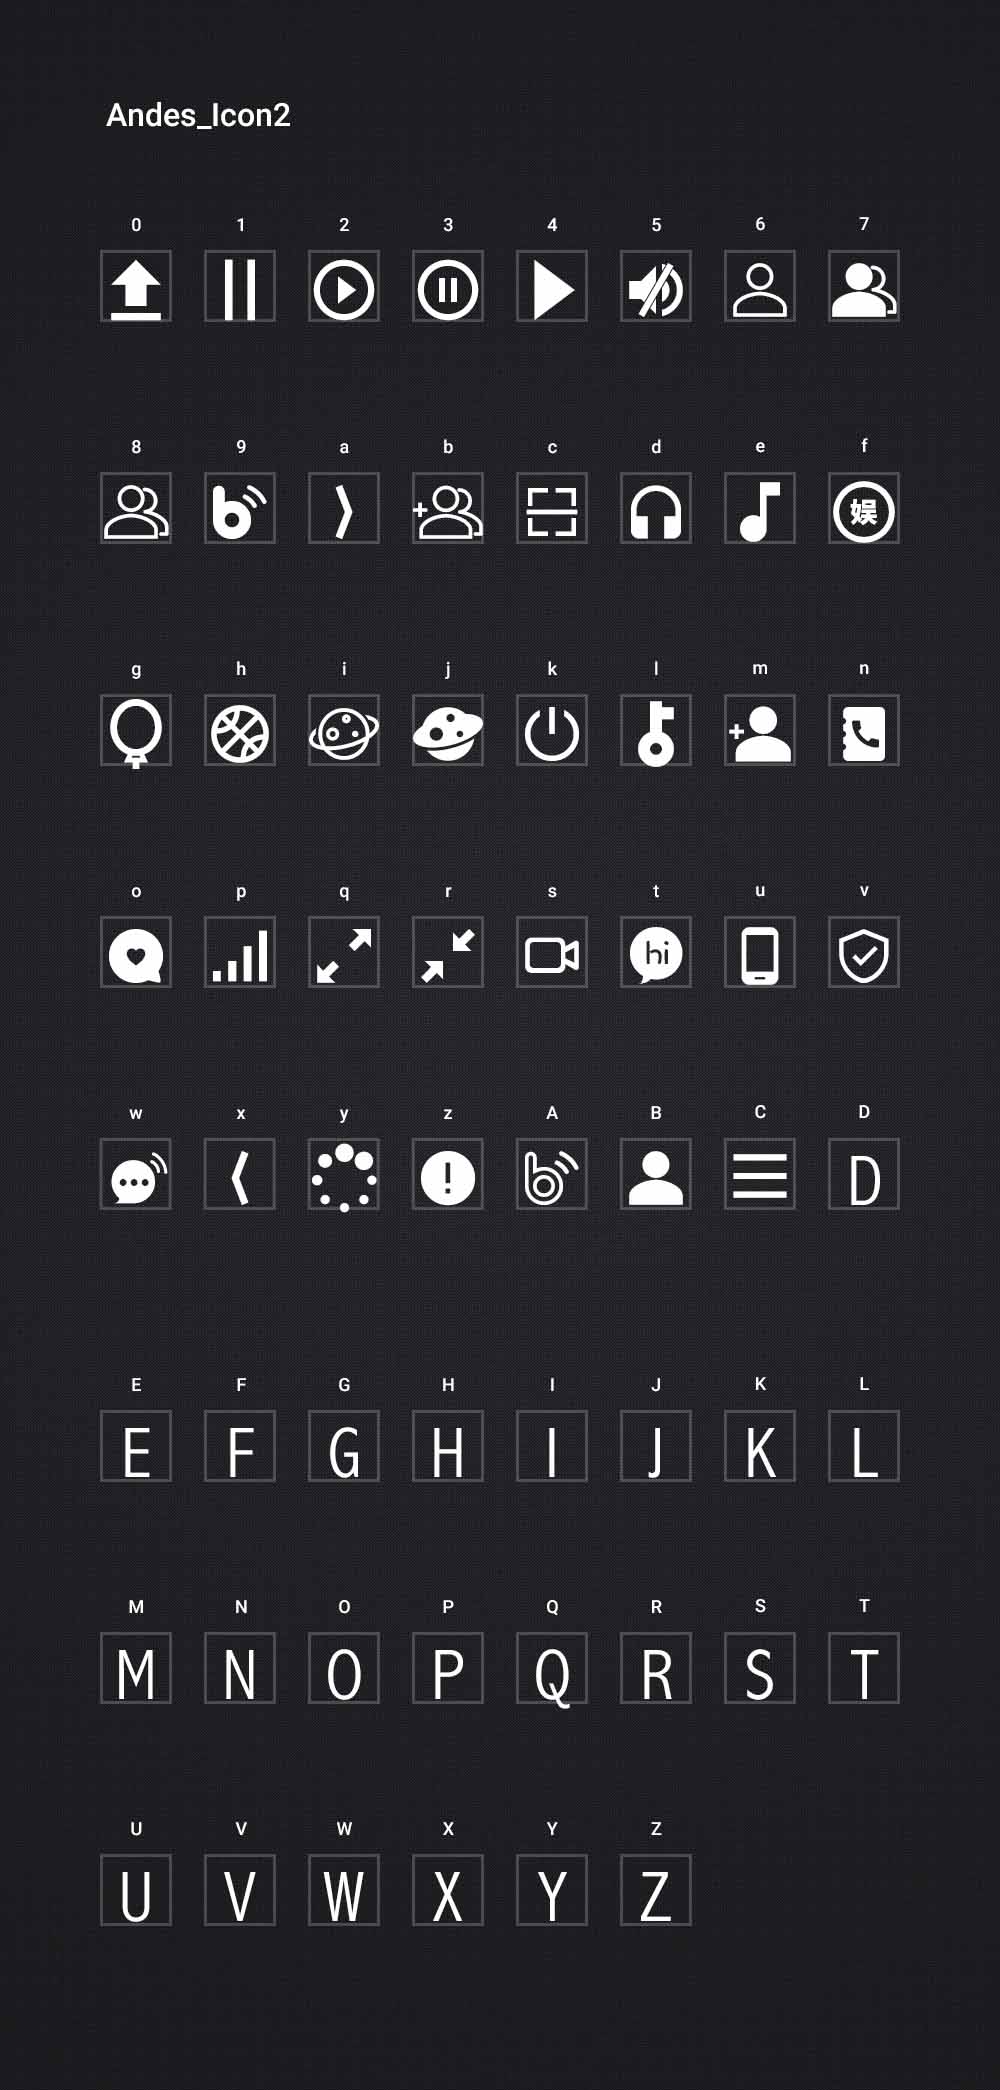 Andes_Icon2
0 1 2 3 4 5 6 7
8 9 a b c d e f
娱
g h i j k l m n
o p q r s t u v
hi
w x y z A B C D
D
E F G H I J K L
E F G H I J K L
M N O P Q R S T
M N O P Q R S T
U V W X Y Z
U V W X Y Z